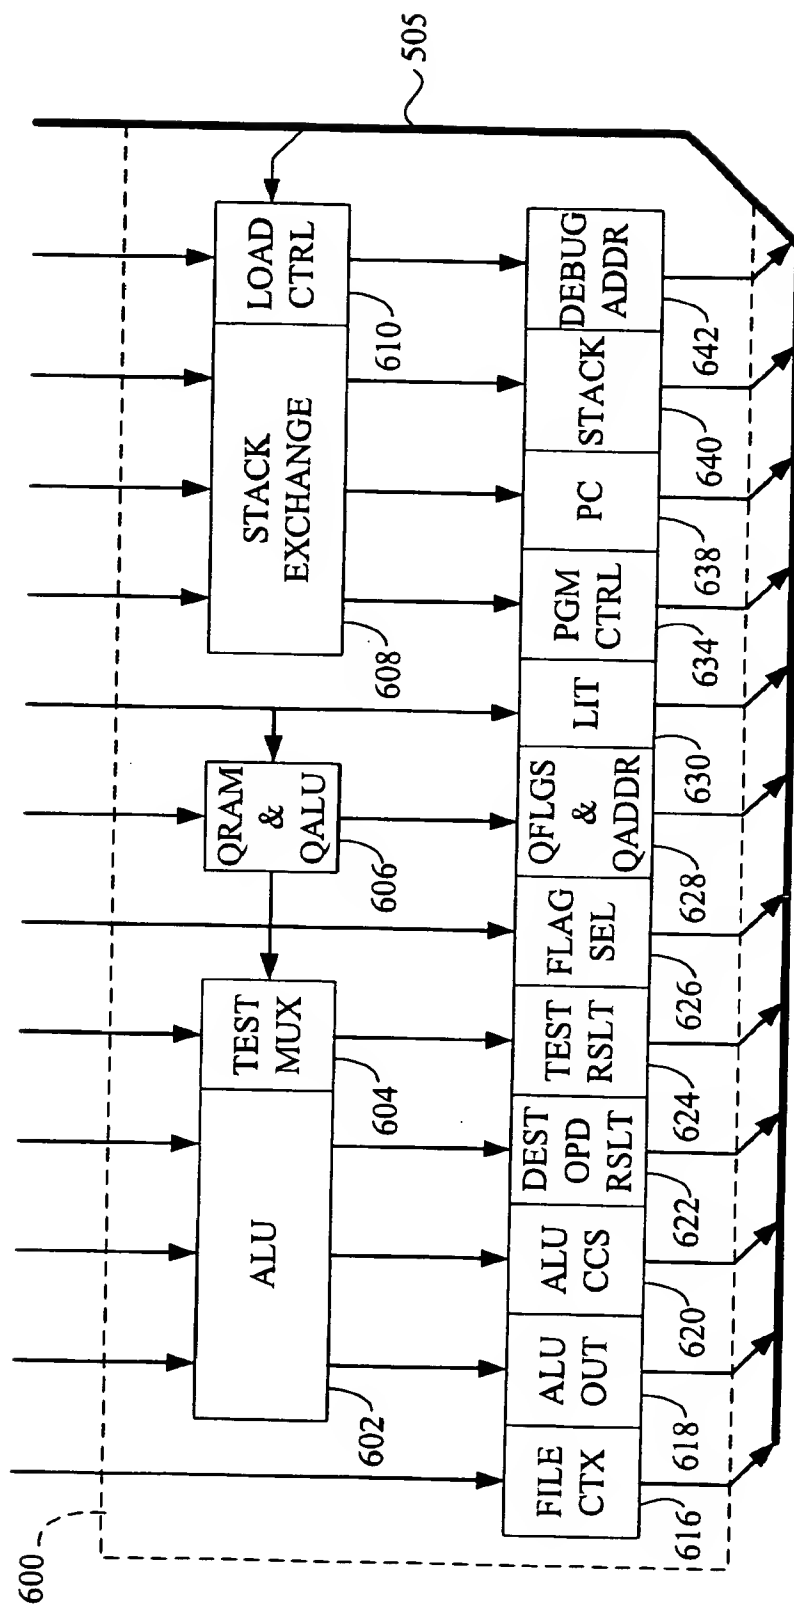 600
ALU
TEST
MUX
QRAM
&
QALU
STACK
EXCHANGE
LOAD
CTRL
505
602
604
606
608
610
FILE
CTX
ALU
OUT
ALU
CCS
DEST
OPD
RSLT
TEST
RSLT
FLAG
SEL
QFLGS
&
QADDR
LIT
PGM
CTRL
PC
STACK
DEBUG
ADDR
616
618
620
622
624
626
628
630
634
638
640
642